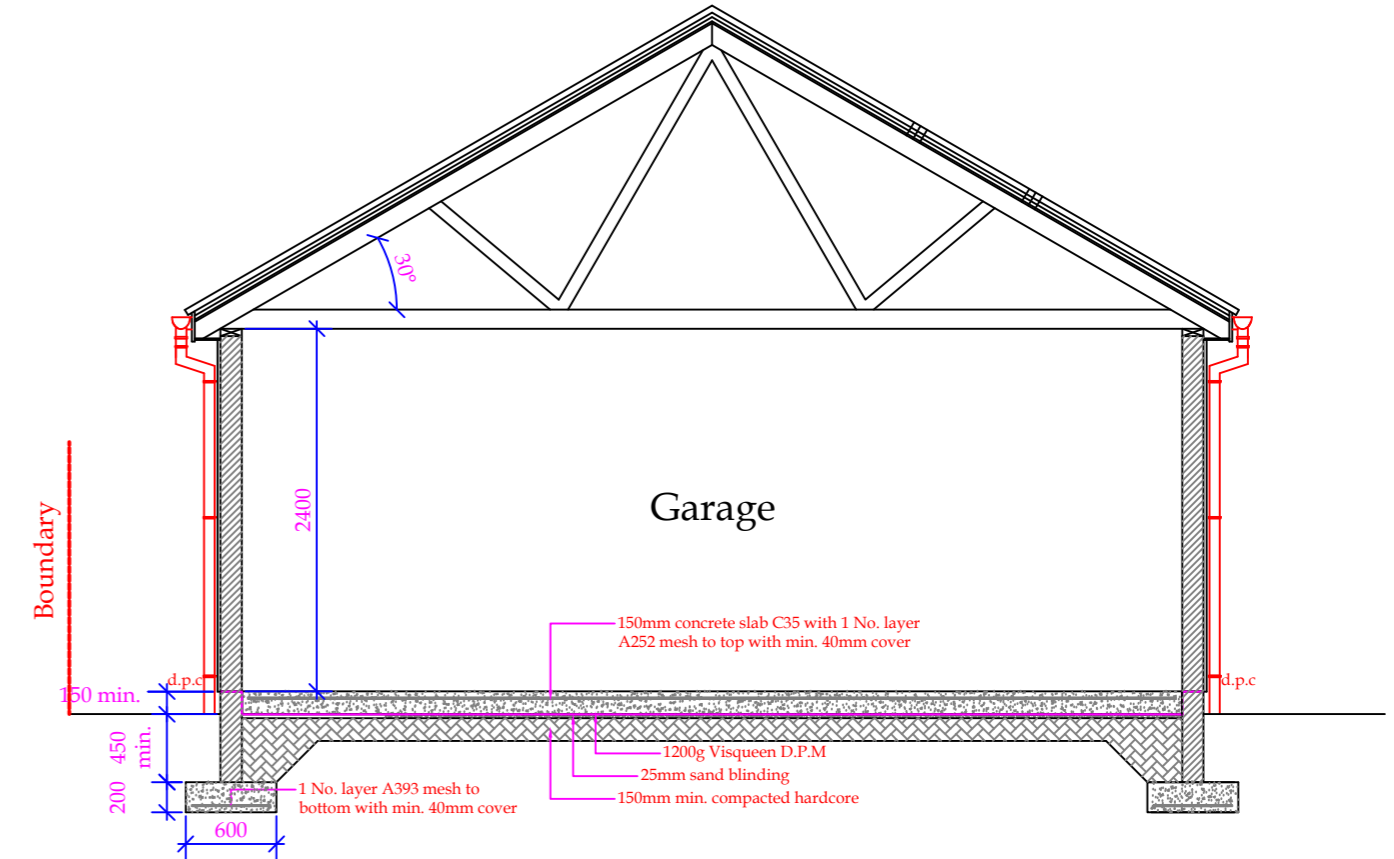 30°
2400
Garage
Boundary
150mm concrete slab C35 with 1 No. layer
A252 mesh to top with min. 40mm cover
d.p.c
d.p.c
150 min.
450
min.
1200g Visqueen D.P.M
25mm sand blinding
150mm min. compacted hardcore
200
1 No. layer A393 mesh to
bottom with min. 40mm cover
600